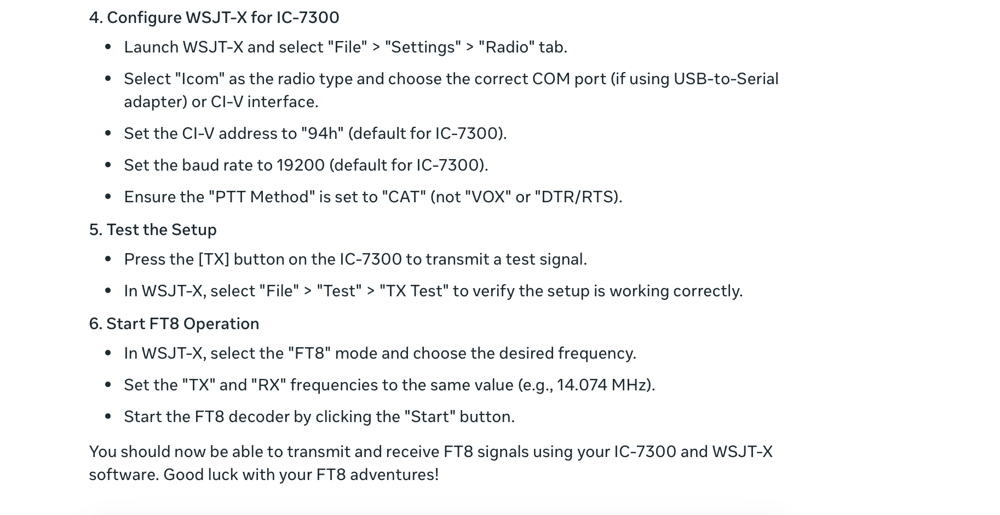 4. Configure WSJT-X for IC-7300
• Launch WSJT-X and select "File" > "Settings" > "Radio" tab.
• Select "Icom" as the radio type and choose the correct COM port (if using USB-to-Serial
adapter) or CI-V interface.
• Set the CI-V address to "94h" (default for IC-7300).
• Set the baud rate to 19200 (default for IC-7300).
• Ensure the "PTT Method" is set to "CAT" (not "VOX" or "DTR/RTS).
5. Test the Setup
• Press the [TX] button on the IC-7300 to transmit a test signal.
• In WSJT-X, select "File" > "Test" > "TX Test" to verify the setup is working correctly.
6. Start FT8 Operation
• In WSJT-X, select the "FT8" mode and choose the desired frequency.
• Set the "TX" and "RX" frequencies to the same value (e.g., 14.074 MHz).
• Start the FT8 decoder by clicking the "Start" button.
You should now be able to transmit and receive FT8 signals using your IC-7300 and WSJT-X
software. Good luck with your FT8 adventures!